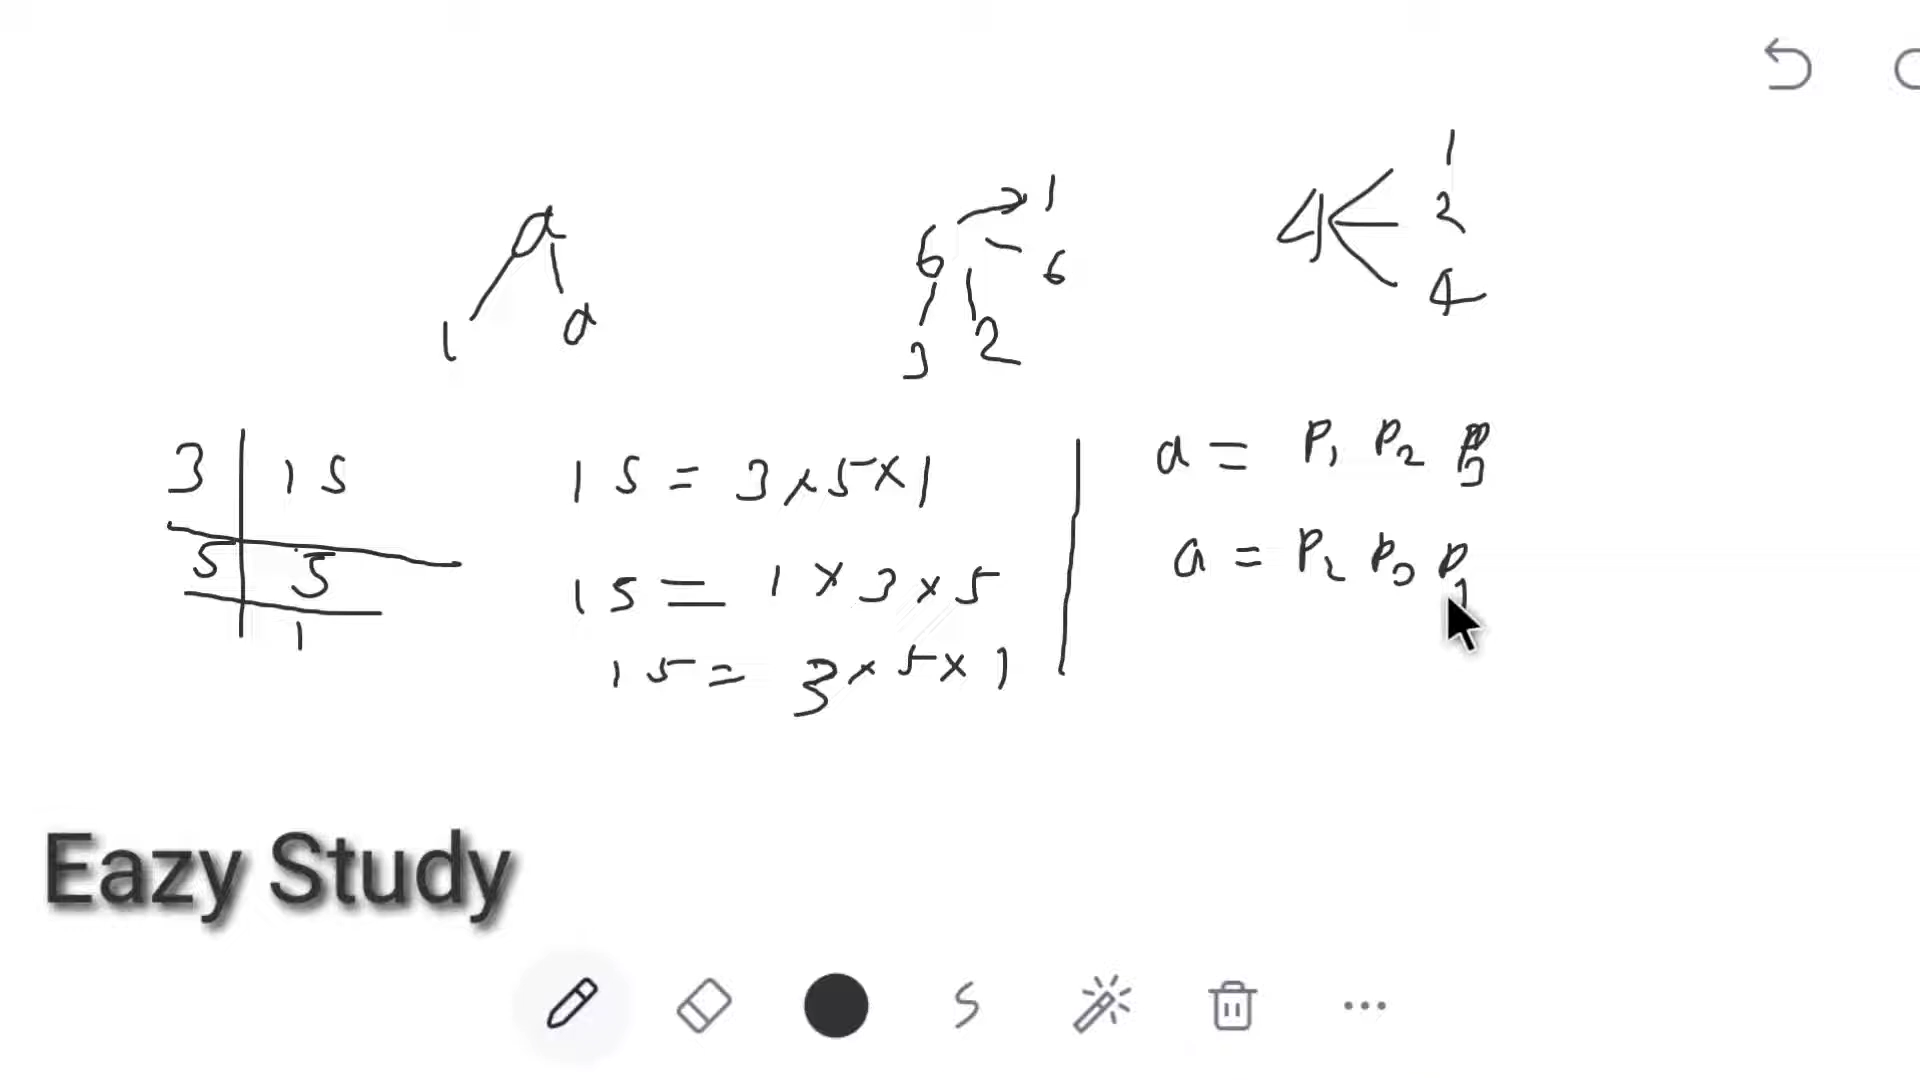 a
1 a
6 1
6
3 2
4 1
2
4
3 | 15
5 | 5
1
15 = 3 x 5 x 1
15 = 1 x 3 x 5
15 = 3 x 5 x 1
a = P1 P2 P3
a = P2 P3 P1
Eazy Study